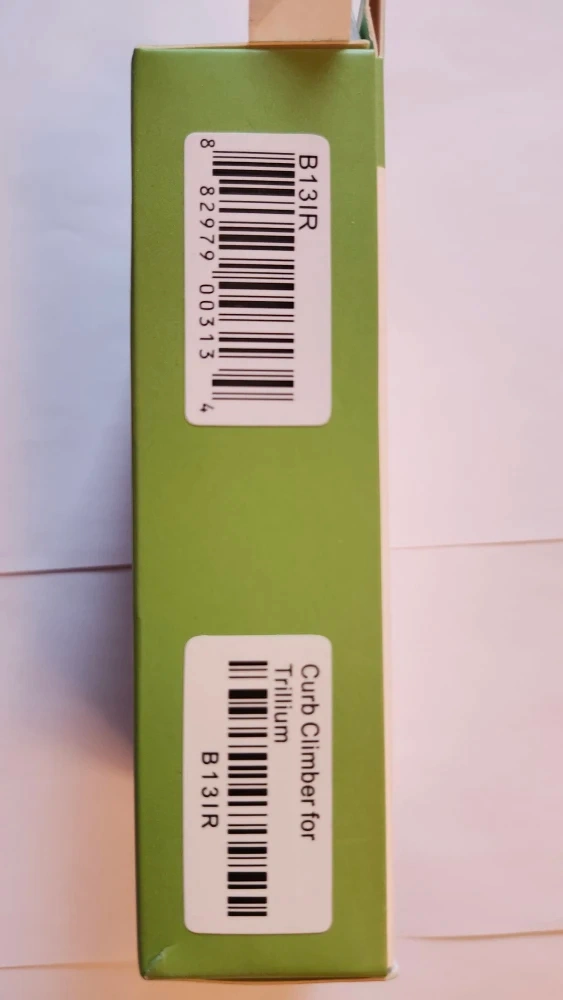 B13IR
8 82979 00313 4
Curb Climber for
Trillium
B13IR